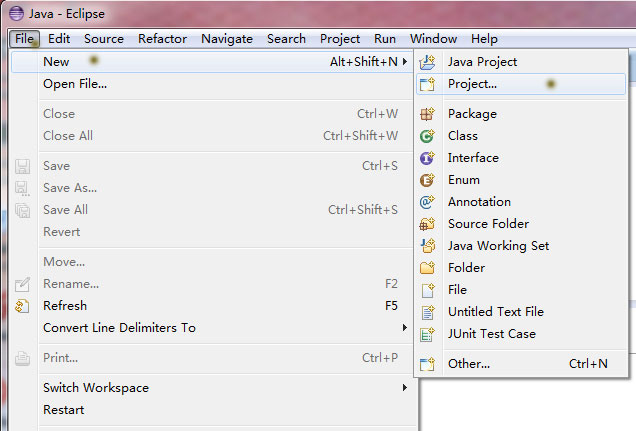 Java - Eclipse
File Edit Source Refactor Navigate Search Project Run Window Help
New Alt+Shift+N
Open File...
Close Ctrl+W
Close All Ctrl+Shift+W
Save Ctrl+S
Save As...
Save All Ctrl+Shift+S
Revert
Move...
Rename... F2
Refresh F5
Convert Line Delimiters To
Print... Ctrl+P
Switch Workspace
Restart
Java Project
Project...
Package
Class
Interface
Enum
Annotation
Source Folder
Java Working Set
Folder
File
Untitled Text File
JUnit Test Case
Other... Ctrl+N